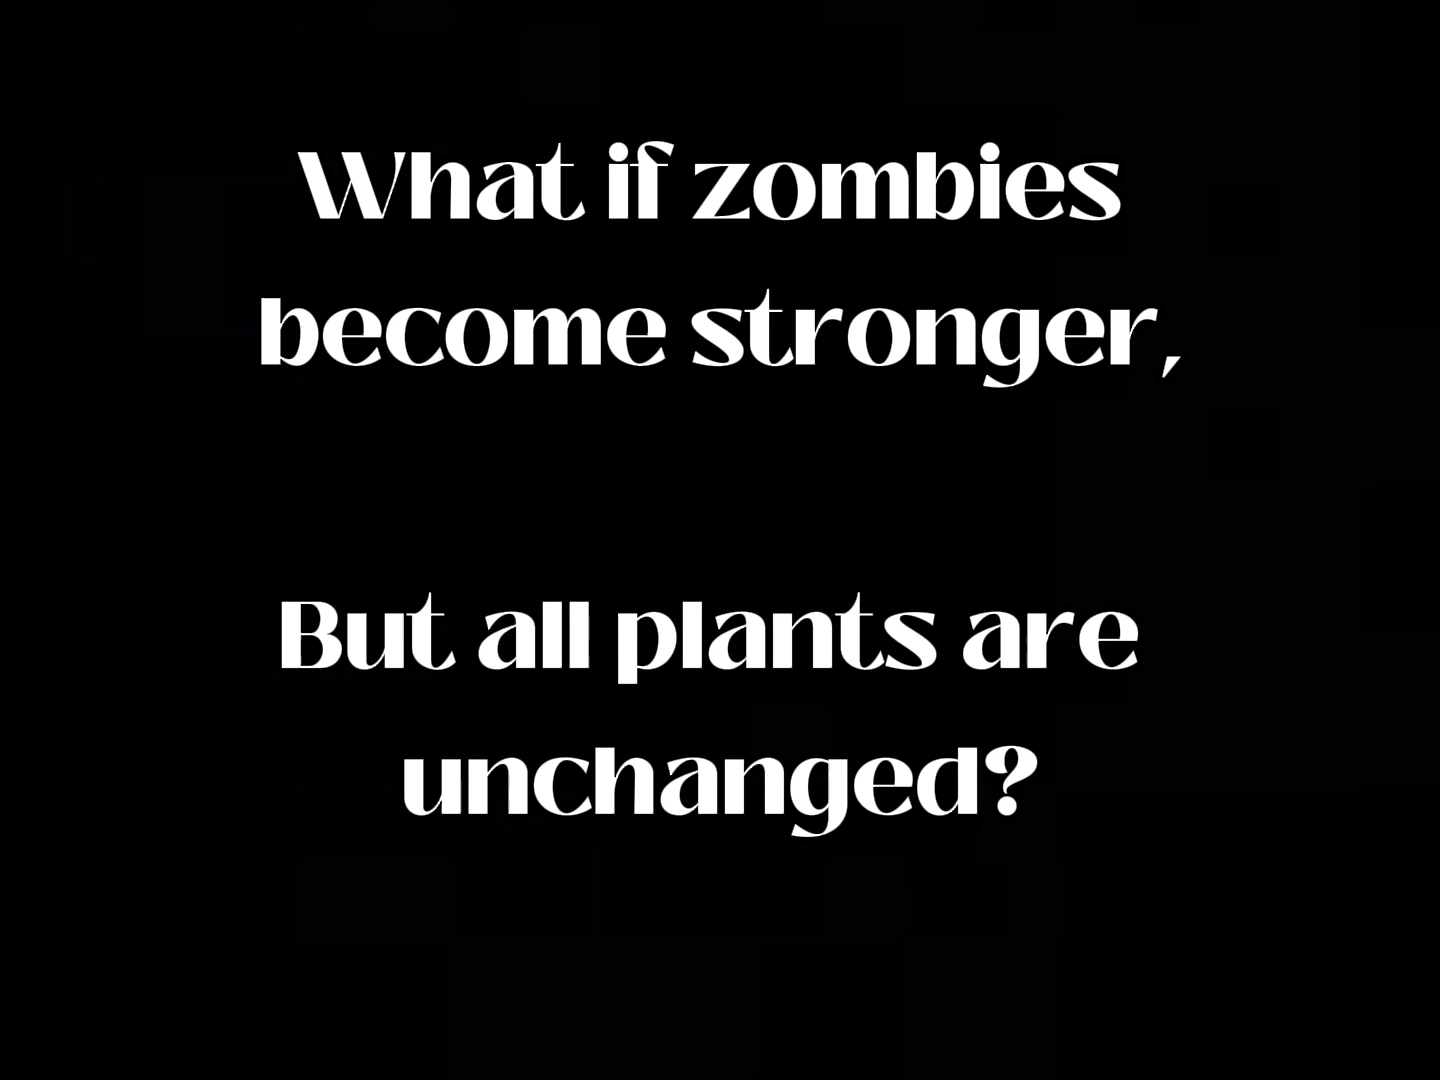 What if zombies
become stronger,
But all plants are
unchanged?